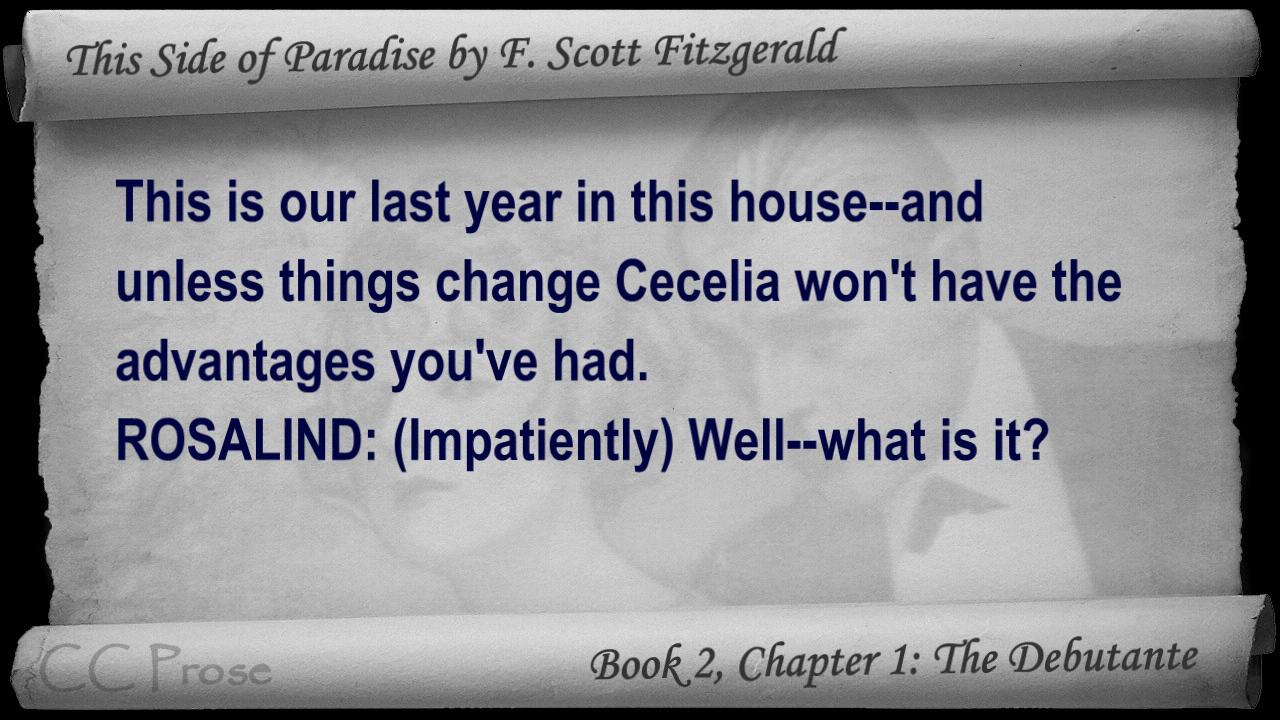 This Side of Paradise by F. Scott Fitzgerald
This is our last year in this house--and
unless things change Cecelia won't have the
advantages you've had.
ROSALIND: (Impatiently) Well--what is it?
CC Prose
Book 2, Chapter 1: The Debutante